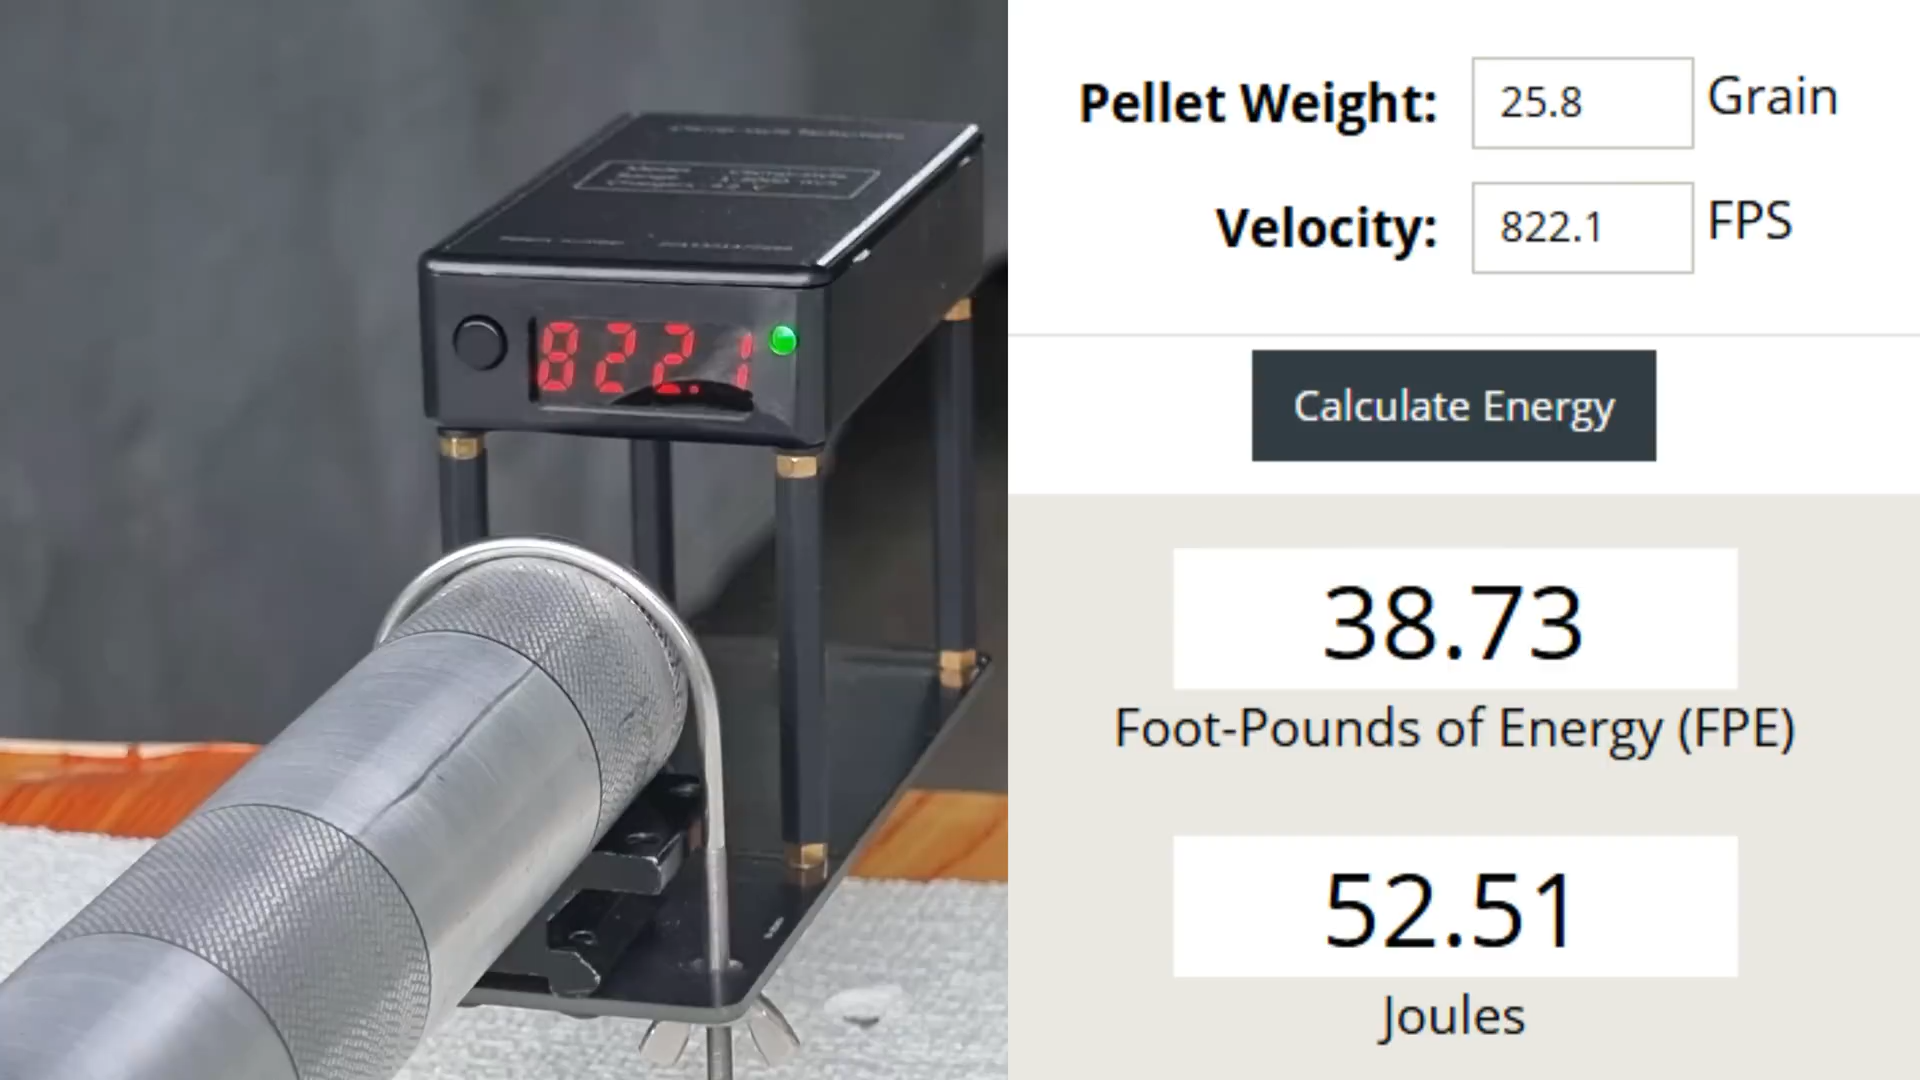 822.1
Pellet Weight: 25.8 Grain
Velocity: 822.1 FPS
Calculate Energy
38.73
Foot-Pounds of Energy (FPE)
52.51
Joules